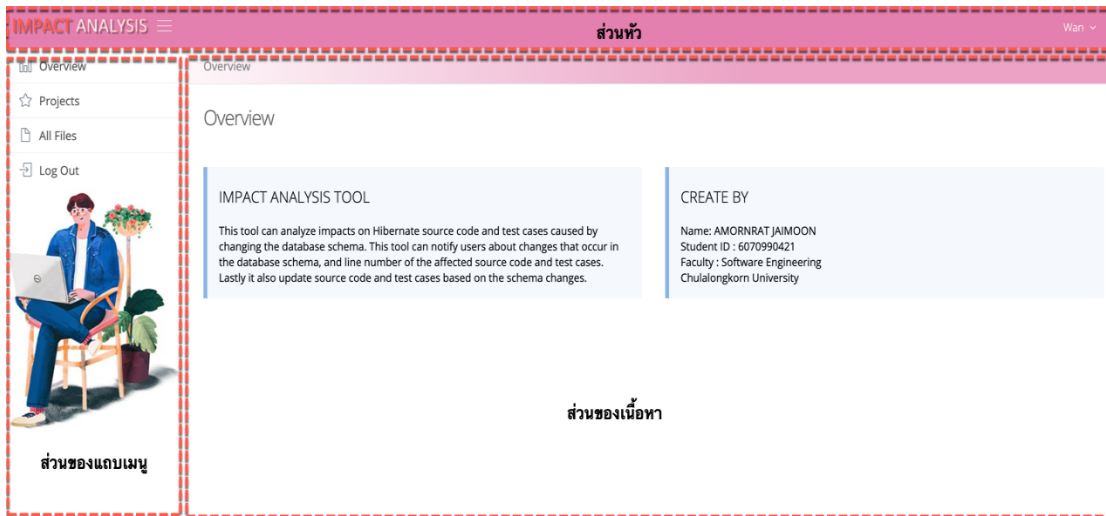 IMPACT ANALYSIS
ส่วนหัว
Wan
Overview
Projects
All Files
Log Out
ส่วนของแถบเมนู
Overview
Overview
IMPACT ANALYSIS TOOL
This tool can analyze impacts on Hibernate source code and test cases caused by
changing the database schema. This tool can notify users about changes that occur in
the database schema, and line number of the affected source code and test cases.
Lastly it also update source code and test cases based on the schema changes.
CREATE BY
Name: AMORNRAT JAIMOON
Student ID : 6070990421
Faculty : Software Engineering
Chulalongkorn University
ส่วนของเนื้อหา